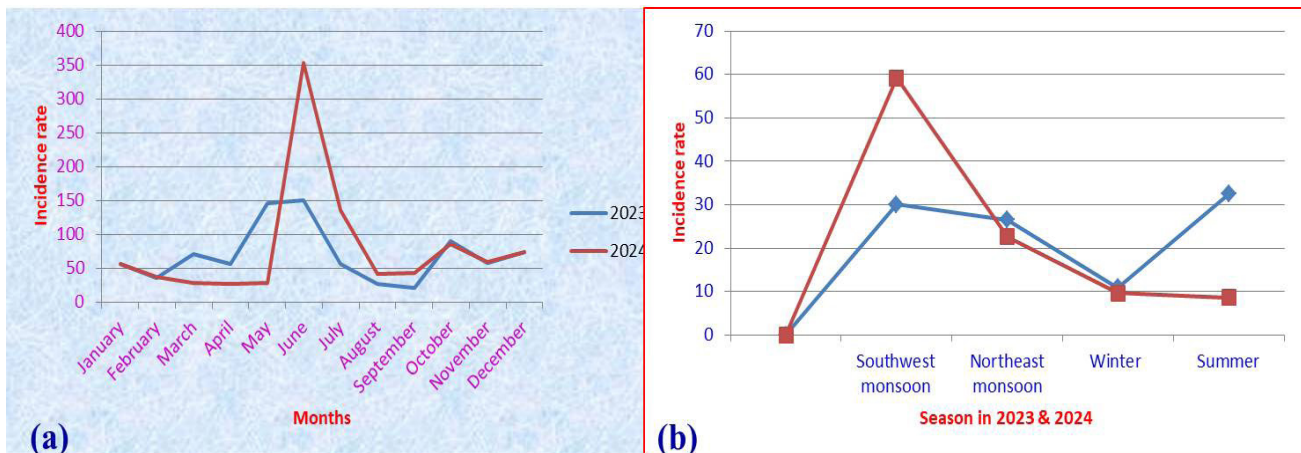 400
350
300
250
200
150
100
50
0
Incidence rate
January
February
March
April
May
June
July
August
September
October
November
December
Months
2023
2024
(a)
70
60
50
40
30
20
10
0
Incidence rate
Southwest
monsoon
Northeast
monsoon
Winter
Summer
Season in 2023 & 2024
(b)